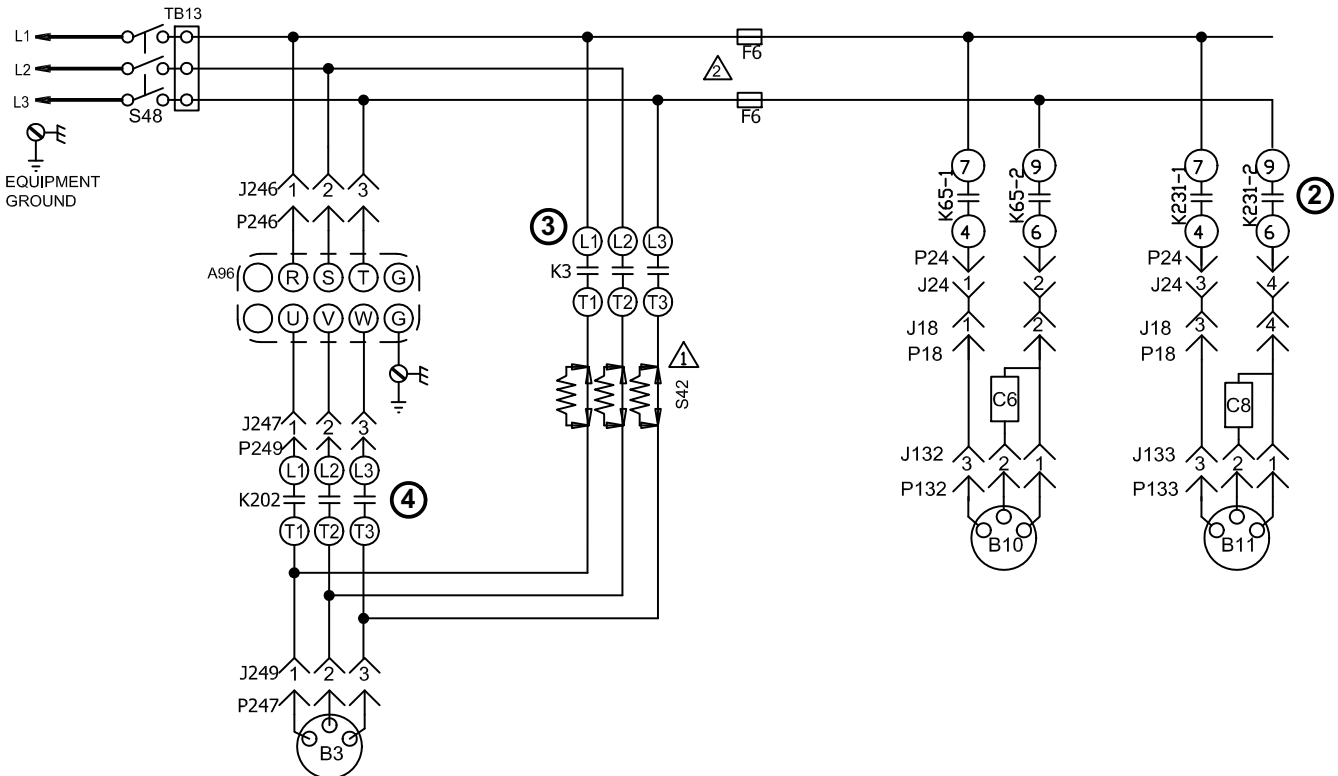 TB13
L1
L2
L3
S48
EQUIPMENT
GROUND
F6
F6
2
J246 1 2 3
P246
A96 R S T G
U V W G
J247 1 2 3
P249
L1 L2 L3
K202
4
T1 T2 T3
J249 1 2 3
P247
B3
3
L1 L2 L3
K3
T1 T2 T3
1
S42
7 9
K65-1 K65-2
4 6
P24
J24 1 2
J18 1 2
P18
C6
J132 3 2 1
P132
B10
7 9
K231-1 K231-2
2
4 6
P24
J24 3 4
J18 3 4
P18
C8
J133 3 2 1
P133
B11